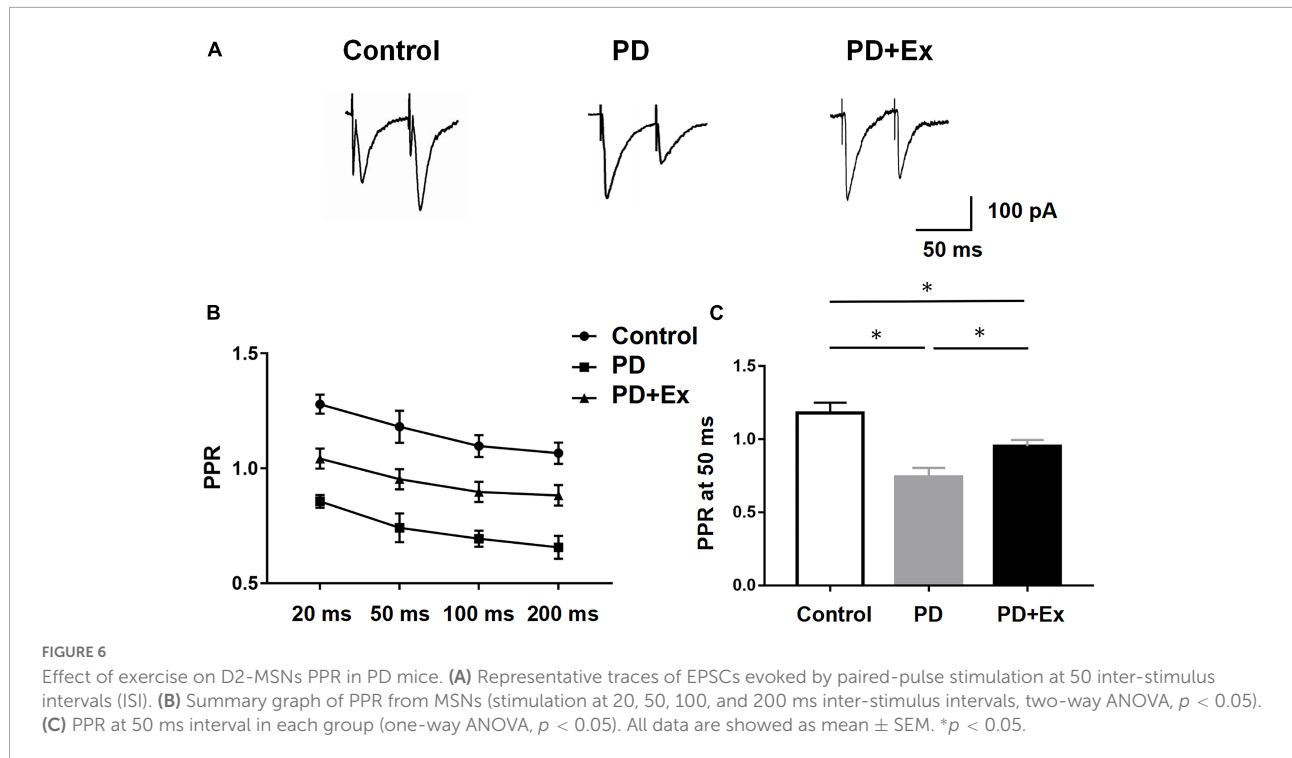 A
Control
PD
PD+Ex
100 pA
50 ms
B
Control
PD
PD+Ex
1.5
1.0
0.5
PPR
20 ms
50 ms
100 ms
200 ms
C
*
*
*
1.5
1.0
0.5
0.0
PPR at 50 ms
Control
PD
PD+Ex
FIGURE 6
Effect of exercise on D2-MSNs PPR in PD mice. (A) Representative traces of EPSCs evoked by paired-pulse stimulation at 50 inter-stimulus
intervals (ISI). (B) Summary graph of PPR from MSNs (stimulation at 20, 50, 100, and 200 ms inter-stimulus intervals, two-way ANOVA, p < 0.05).
(C) PPR at 50 ms interval in each group (one-way ANOVA, p < 0.05). All data are showed as mean ± SEM. *p < 0.05.